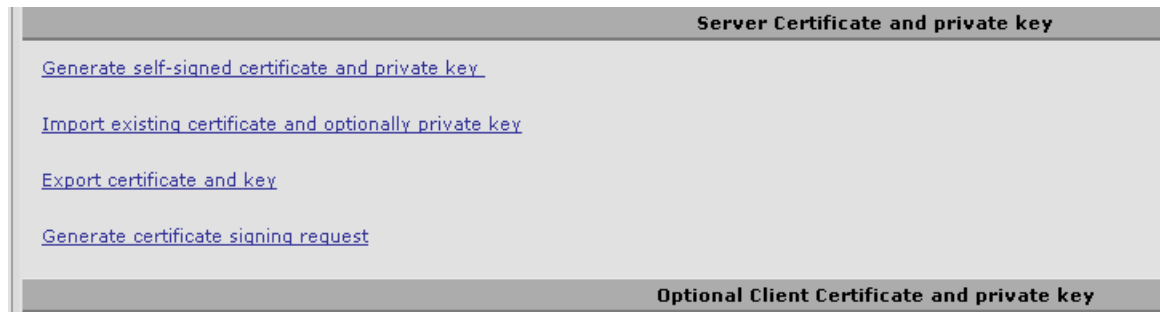 Server Certificate and private key
Generate self-signed certificate and private key
Import existing certificate and optionally private key
Export certificate and key
Generate certificate signing request
Optional Client Certificate and private key